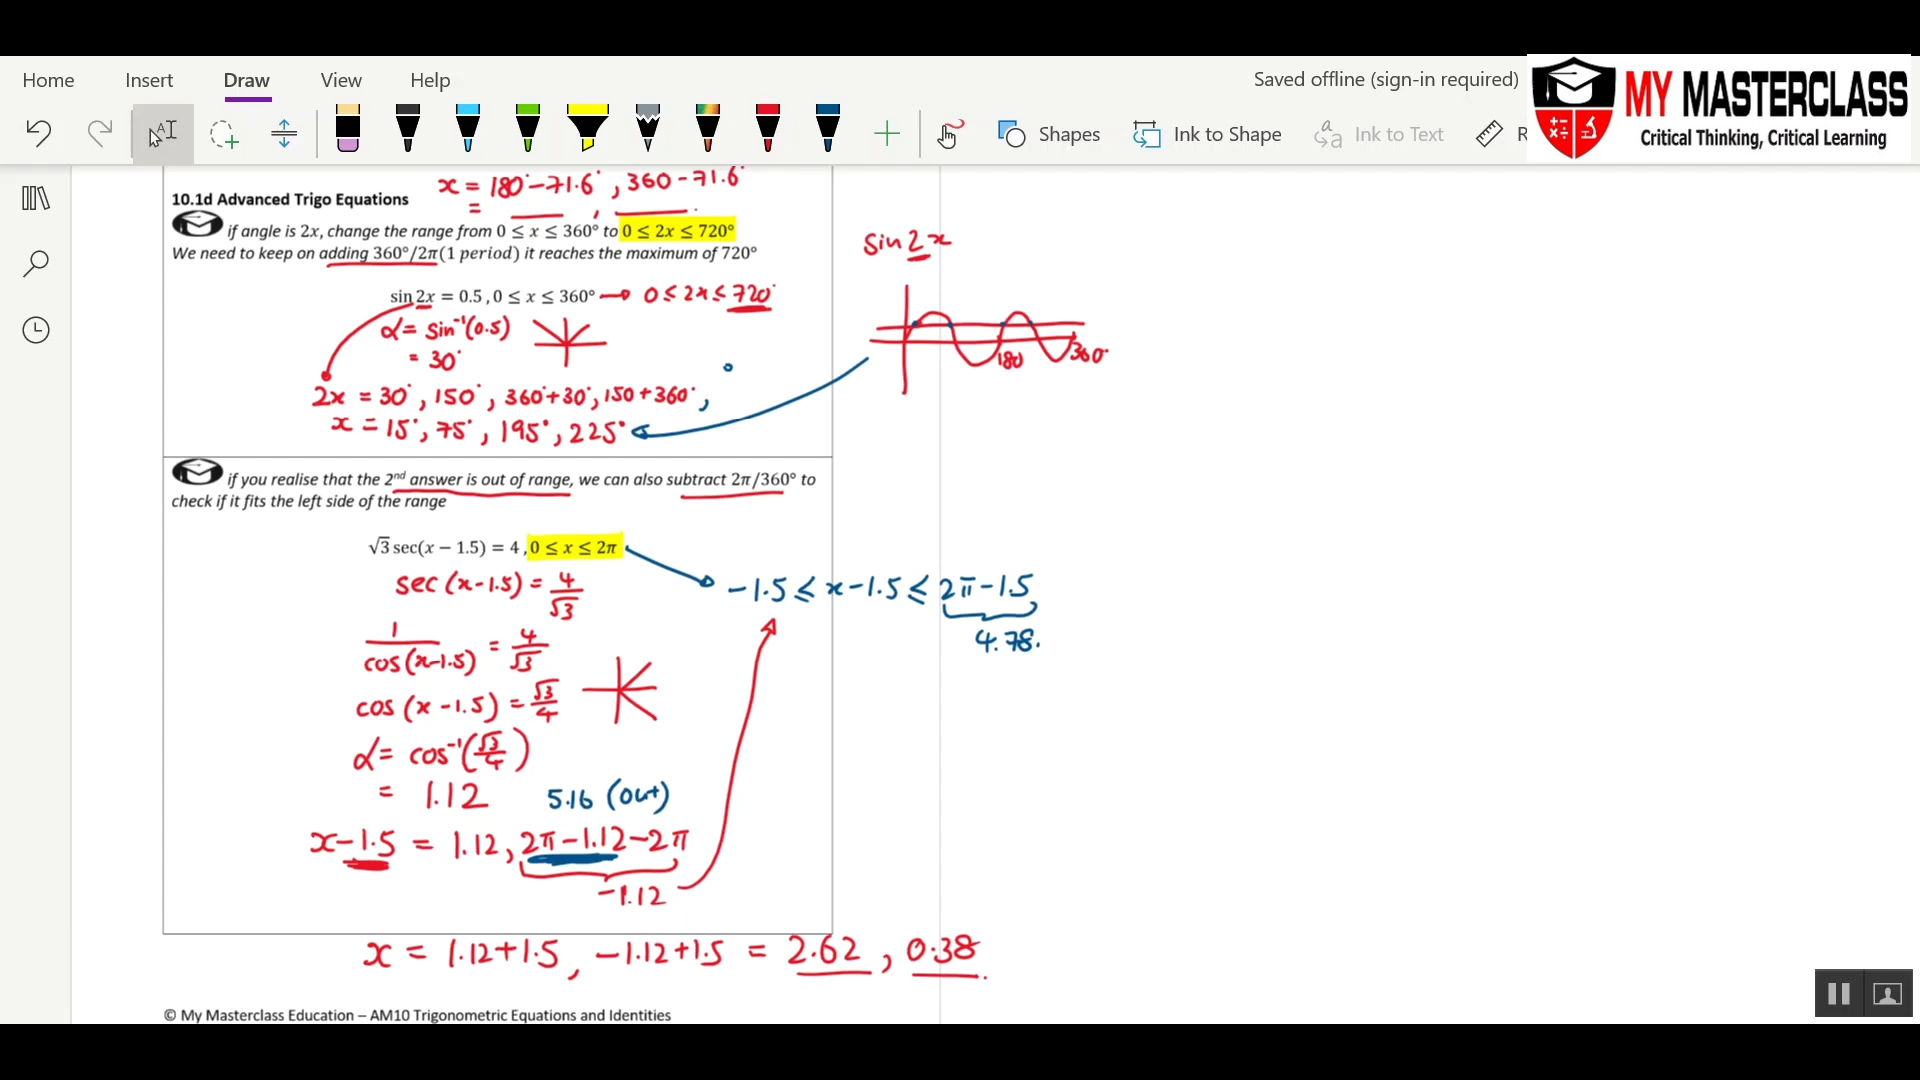 Home Insert Draw View Help
Saved offline (sign-in required)
MY MASTERCLASS
Critical Thinking, Critical Learning
Shapes Ink to Shape Ink to Text R
x = 180° - 71.6°, 360 - 71.6°
10.1d Advanced Trigo Equations
if angle is 2x, change the range from 0 ≤ x ≤ 360° to 0 ≤ 2x ≤ 720°
We need to keep on adding 360°/2π(1 period) it reaches the maximum of 720°
sin 2x
sin 2x = 0.5 , 0 ≤ x ≤ 360° → 0 ≤ 2x ≤ 720°
α = sin⁻¹(0.5)
= 30°
180 360°
2x = 30°, 150°, 360°+30°, 150+360°,
x = 15°, 75°, 195°, 225°
if you realise that the 2nd answer is out of range, we can also subtract 2π/360° to
check if it fits the left side of the range
√3 sec(x − 1.5) = 4 , 0 ≤ x ≤ 2π
sec (x-1.5) = 4/√3
-1.5 ≤ x-1.5 ≤ 2π-1.5
4.78.
1/cos(x-1.5) = 4/√3
cos (x-1.5) = √3/4
α = cos⁻¹(√3/4)
= 1.12
5.16 (out)
x-1.5 = 1.12, 2π-1.12-2π
-1.12
x = 1.12+1.5, -1.12+1.5 = 2.62, 0.38.
© My Masterclass Education – AM10 Trigonometric Equations and Identities